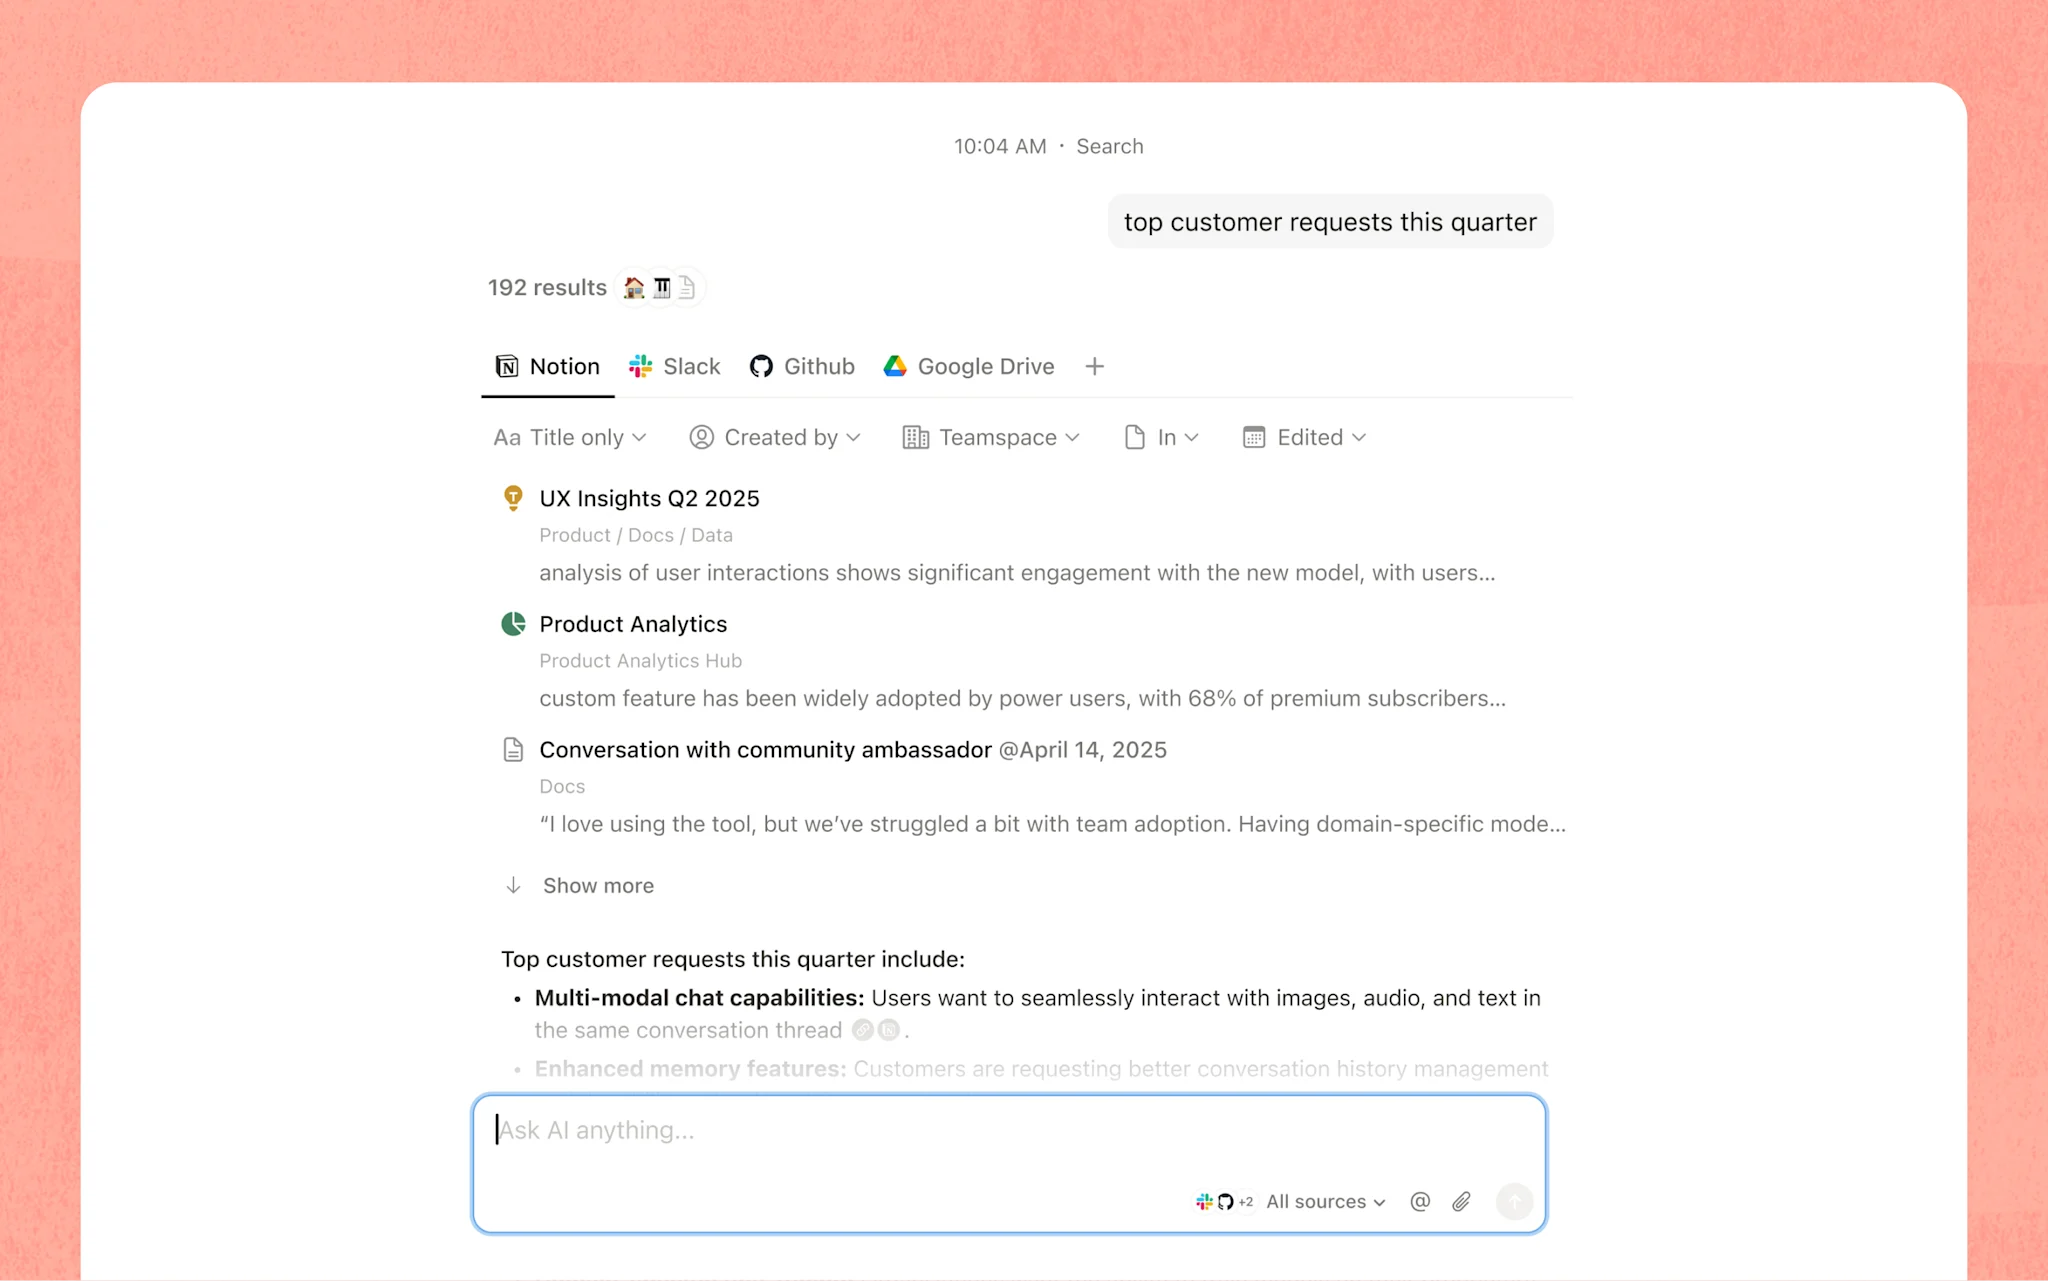 10:04 AM · Search
top customer requests this quarter
192 results
Notion Slack Github Google Drive +
Aa Title only Created by Teamspace In Edited
UX Insights Q2 2025
Product / Docs / Data
analysis of user interactions shows significant engagement with the new model, with users...
Product Analytics
Product Analytics Hub
custom feature has been widely adopted by power users, with 68% of premium subscribers...
Conversation with community ambassador @April 14, 2025
Docs
“I love using the tool, but we’ve struggled a bit with team adoption. Having domain-specific mode...
Show more
Top customer requests this quarter include:
• Multi-modal chat capabilities: Users want to seamlessly interact with images, audio, and text in
the same conversation thread .
• Enhanced memory features: Customers are requesting better conversation history management
Ask AI anything...
+2 All sources @